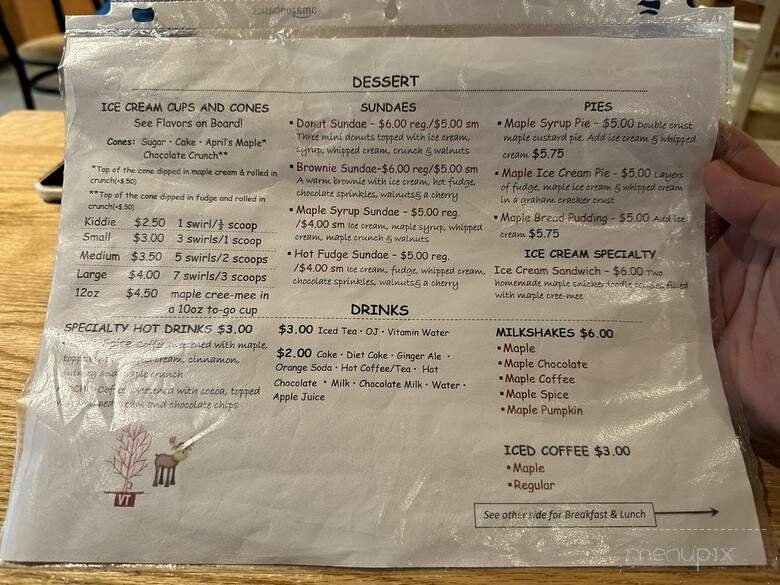 amazonbasics
DESSERT
ICE CREAM CUPS AND CONES
See Flavors on Board!
Cones: Sugar • Cake • April's Maple*
Chocolate Crunch**
*Top of the cone dipped in maple cream & rolled in
crunch(+$.50)
**Top of the cone dipped in fudge and rolled in
crunch(+$.50)
Kiddie $2.50 1 swirl/½ scoop
Small $3.00 3 swirls/1 scoop
Medium $3.50 5 swirls/2 scoops
Large $4.00 7 swirls/3 scoops
12oz $4.50 maple cree-mee in
a 10oz to-go cup
SUNDAES
▪ Donut Sundae - $6.00 reg./$5.00 sm
Three mini donuts topped with ice cream,
syrup, whipped cream, crunch & walnuts
▪ Brownie Sundae-$6.00 reg/$5.00 sm
A warm brownie with ice cream, hot fudge,
chocolate sprinkles, walnuts& a cherry
▪ Maple Syrup Sundae - $5.00 reg.
/$4.00 sm Ice cream, maple syrup, whipped
cream, maple crunch & walnuts
▪ Hot Fudge Sundae - $5.00 reg.
/$4.00 sm Ice cream, fudge, whipped cream,
chocolate sprinkles, walnuts& a cherry
PIES
▪ Maple Syrup Pie - $5.00 Double crust
maple custard pie. Add ice cream & whipped
cream $5.75
▪ Maple Ice Cream Pie - $5.00 Layers
of fudge, maple ice cream & whipped cream
in a graham cracker crust
▪ Maple Bread Pudding - $5.00 Add ice
cream $5.75
ICE CREAM SPECIALTY
Ice Cream Sandwich - $6.00 Two
homemade maple snickerdoodle cookies filled
with maple cree-mee
DRINKS
SPECIALTY HOT DRINKS $3.00
Spice- Coffee sweetened with maple,
cream, cinnamon,
nutmeg and maple crunch
Coffee sweetened with cocoa, topped
cream and chocolate chips
$3.00 Iced Tea • OJ • Vitamin Water
$2.00 Coke • Diet Coke • Ginger Ale •
Orange Soda • Hot Coffee/Tea • Hot
Chocolate • Milk • Chocolate Milk • Water •
Apple Juice
MILKSHAKES $6.00
▪ Maple
▪ Maple Chocolate
▪ Maple Coffee
▪ Maple Spice
▪ Maple Pumpkin
ICED COFFEE $3.00
▪ Maple
▪ Regular
VT
See other side for Breakfast & Lunch
menupix